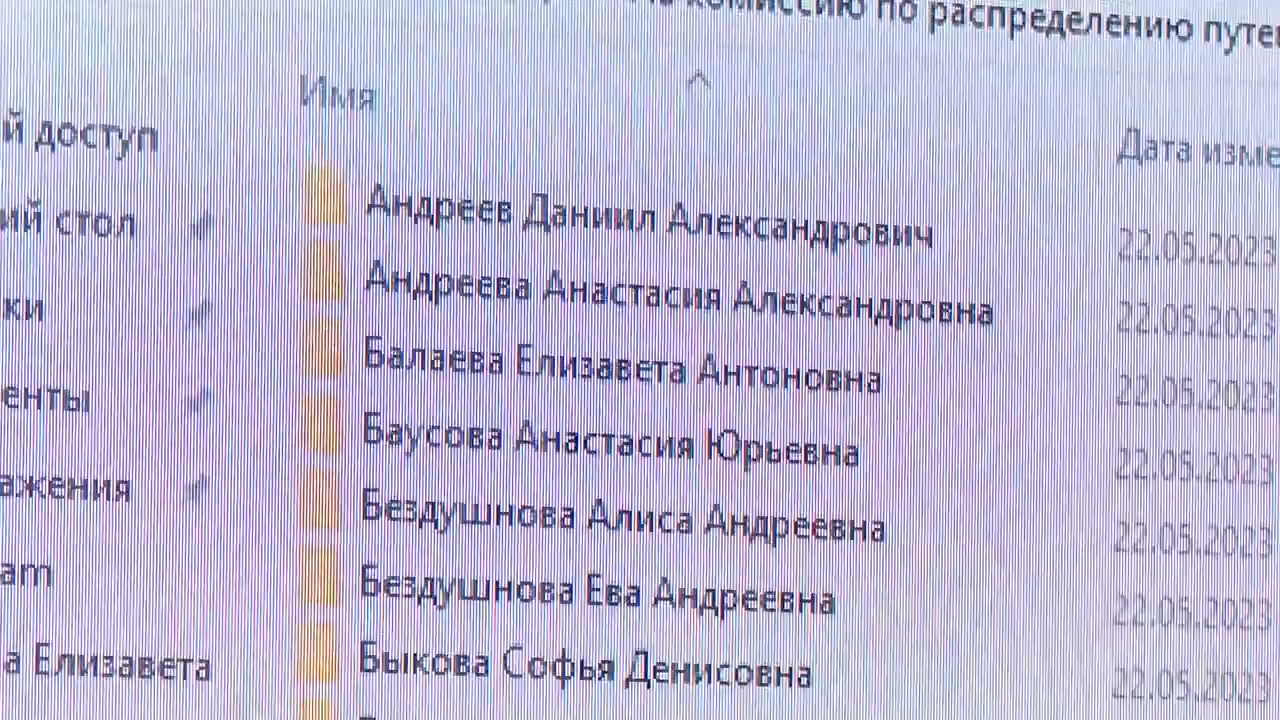 комиссию по распределению
Имя
Дата
й доступ
ий стол
ки
енты
ажения
am
а Елизавета
Андреев Даниил Александрович 22.05.2023
Андреева Анастасия Александровна 22.05.2023
Балаева Елизавета Антоновна 22.05.2023
Баусова Анастасия Юрьевна 22.05.2023
Бездушнова Алиса Андреевна 22.05.2023
Бездушнова Ева Андреевна 22.05.2023
Быкова Софья Денисовна 22.05.2023